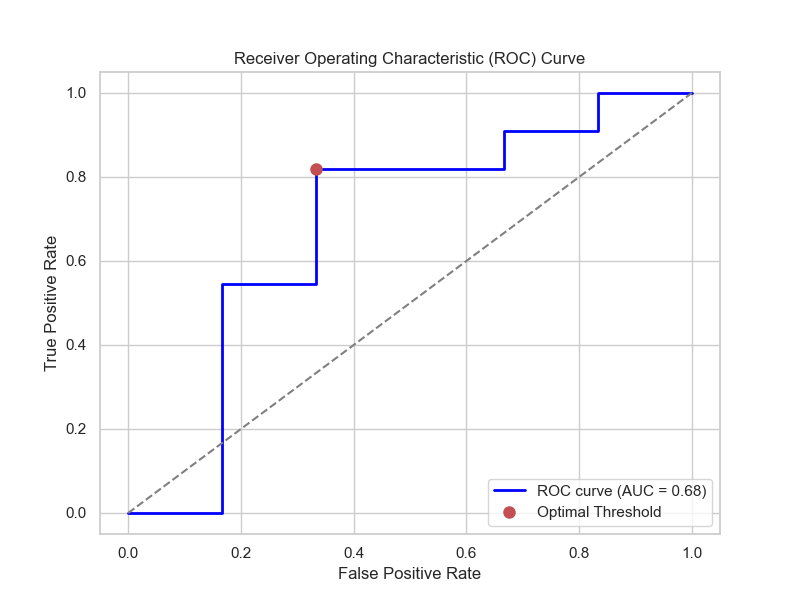 Receiver Operating Characteristic (ROC) Curve
True Positive Rate
1.0
0.8
0.6
0.4
0.2
0.0
0.0 0.2 0.4 0.6 0.8 1.0
False Positive Rate
ROC curve (AUC = 0.68)
Optimal Threshold